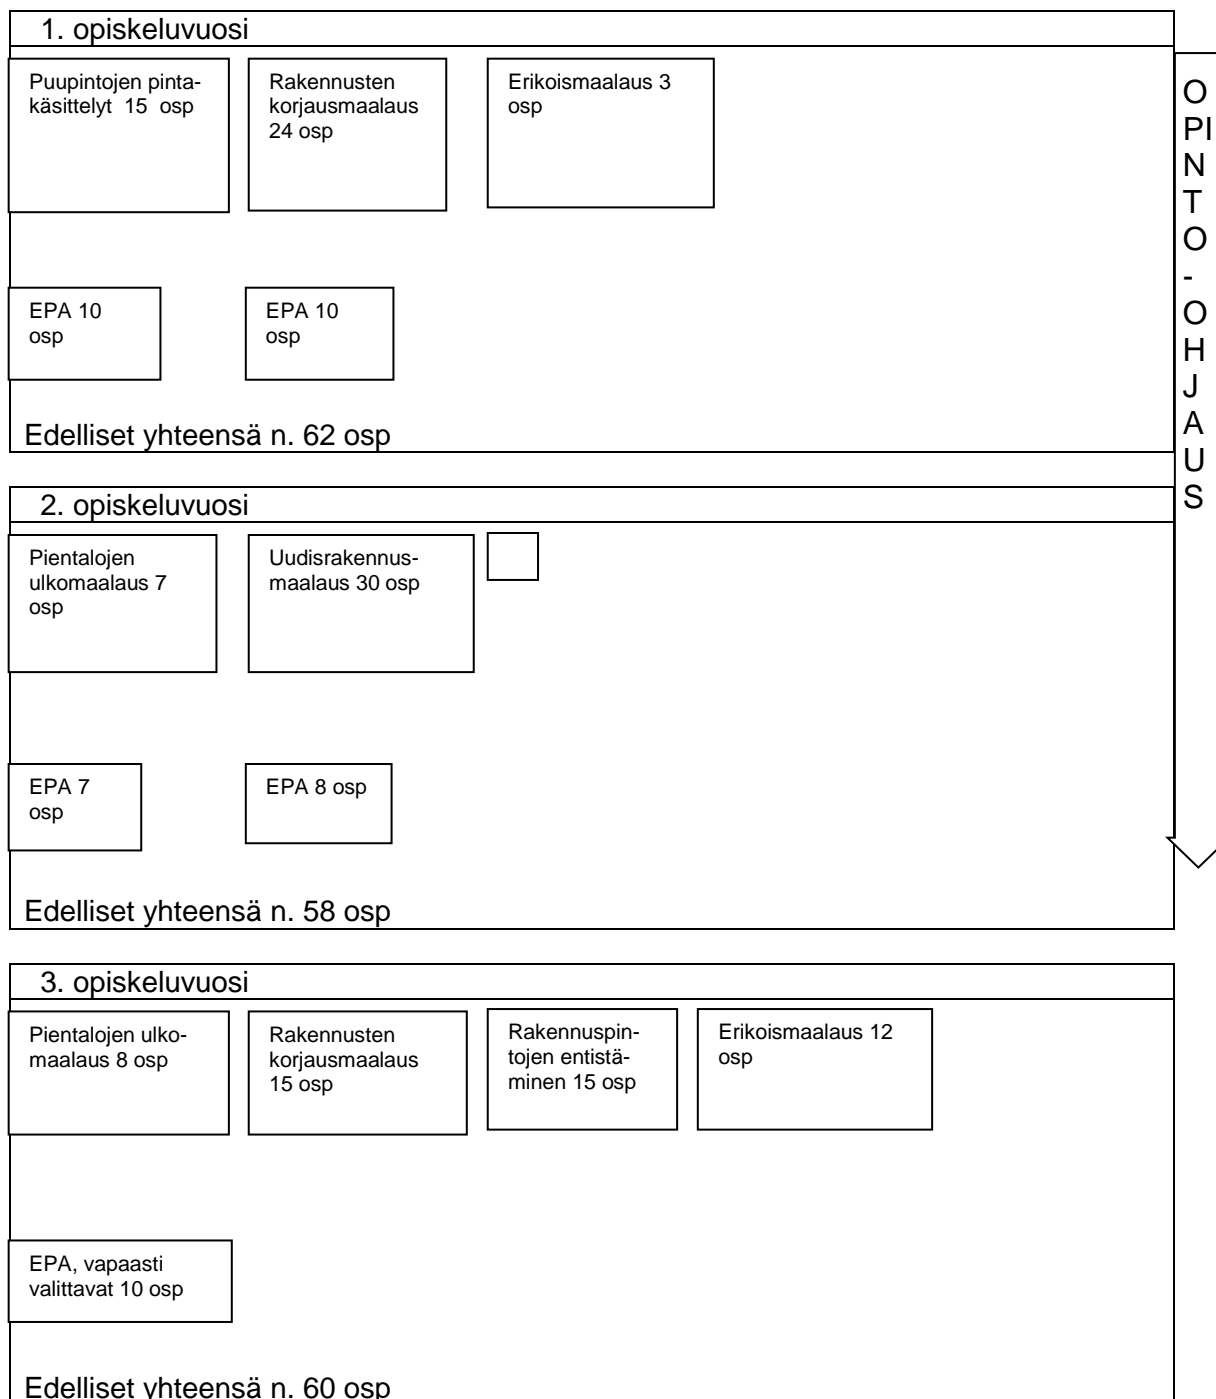 1. opiskeluvuosi
Puupintojen pinta-
käsittelyt 15 osp
Rakennusten
korjausmaalaus
24 osp
Erikoismaalaus 3
osp
EPA 10
osp
EPA 10
osp
Edelliset yhteensä n. 62 osp
O
PI
N
T
O
-
O
H
J
A
U
S
2. opiskeluvuosi
Pientalojen
ulkomaalaus 7
osp
Uudisrakennus-
maalaus 30 osp
EPA 7
osp
EPA 8 osp
Edelliset yhteensä n. 58 osp
3. opiskeluvuosi
Pientalojen ulko-
maalaus 8 osp
Rakennusten
korjausmaalaus
15 osp
Rakennuspin-
tojen entistä-
minen 15 osp
Erikoismaalaus 12
osp
EPA, vapaasti
valittavat 10 osp
Edelliset yhteensä n. 60 osp